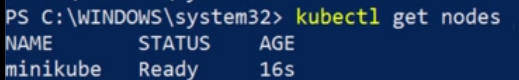 PS C:\WINDOWS\system32> kubectl get nodes
NAME STATUS AGE
minikube Ready 16s